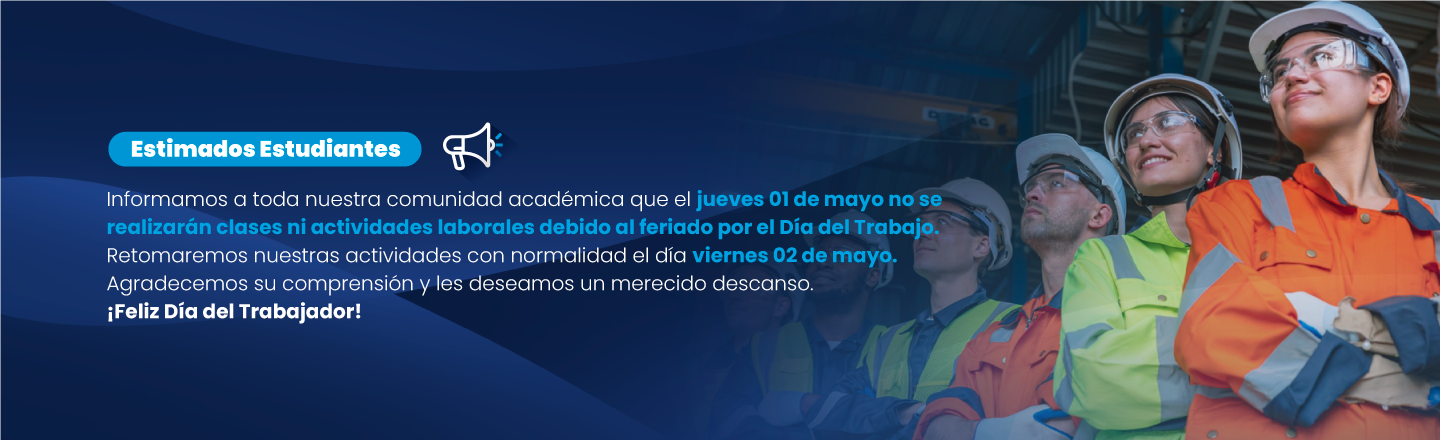 Estimados Estudiantes
Informamos a toda nuestra comunidad académica que el jueves 01 de mayo no se
realizarán clases ni actividades laborales debido al feriado por el Día del Trabajo.
Retomaremos nuestras actividades con normalidad el día viernes 02 de mayo.
Agradecemos su comprensión y les deseamos un merecido descanso.
¡Feliz Día del Trabajador!